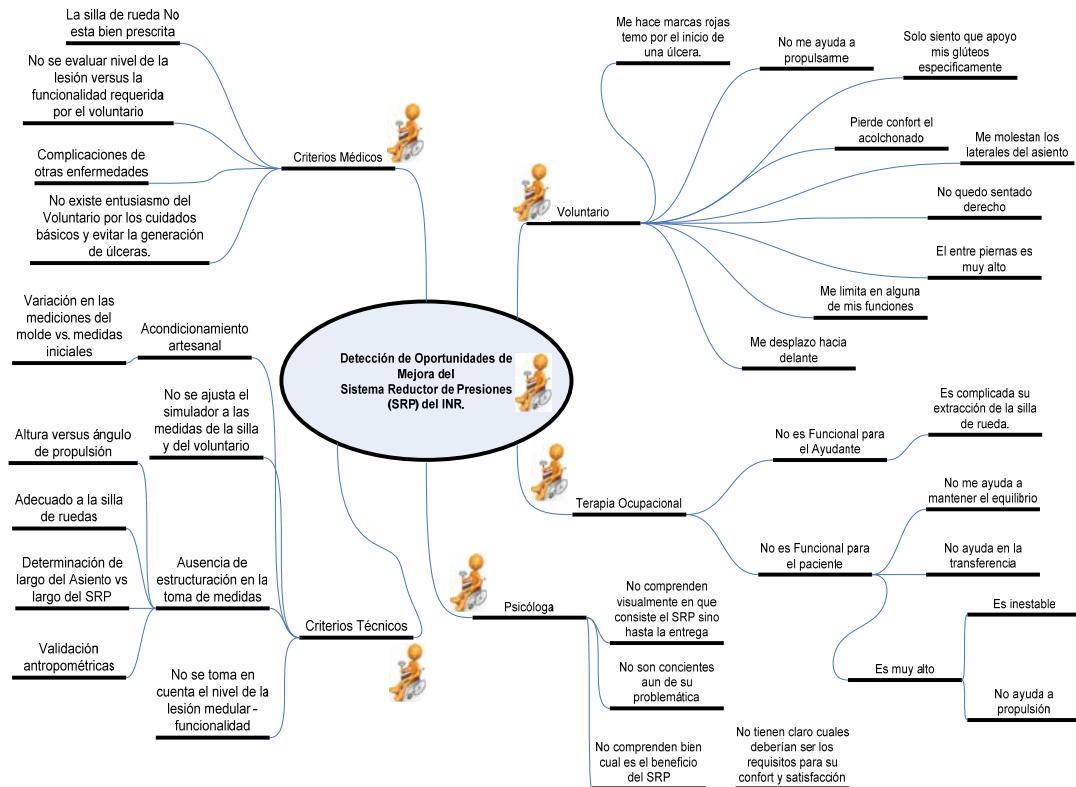 La silla de rueda No
esta bien prescrita
No se evaluar nivel de la
lesión versus la
funcionalidad requerida
por el voluntario
Complicaciones de
otras enfermedades
No existe entusiasmo del
Voluntario por los cuidados
básicos y evitar la generación
de úlceras.
Criterios Médicos
Me hace marcas rojas
temo por el inicio de
una úlcera.
No me ayuda a
propulsarme
Solo siento que apoyo
mis glúteos
especificamente
Pierde confort el
acolchonado
Me molestan los
laterales del asiento
No quedo sentado
derecho
El entre piernas es
muy alto
Me limita en alguna
de mis funciones
Me desplazo hacia
delante
Voluntario
Detección de Oportunidades de
Mejora del
Sistema Reductor de Presiones
(SRP) del INR.
Variación en las
mediciones del
molde vs. medidas
iniciales
Acondicionamiento
artesanal
No se ajusta el
simulador a las
medidas de la silla
y del voluntario
Altura versus ángulo
de propulsión
Adecuado a la silla
de ruedas
Determinación de
largo del Asiento vs
largo del SRP
Validación
antropométricas
Ausencia de
estructuración en la
toma de medidas
No se toma en
cuenta el nivel de la
lesión medular –
funcionalidad
Criterios Técnicos
Psicóloga
No comprenden
visualmente en que
consiste el SRP sino
hasta la entrega
No son concientes
aun de su
problemática
No comprenden bien
cual es el beneficio
del SRP
No tienen claro cuales
deberían ser los
requisitos para su
confort y satisfacción
Terapia Ocupacional
No es Funcional para
el Ayudante
Es complicada su
extracción de la silla
de rueda.
No es Funcional para
el paciente
No me ayuda a
mantener el equilibrio
No ayuda en la
transferencia
Es muy alto
Es inestable
No ayuda a
propulsión